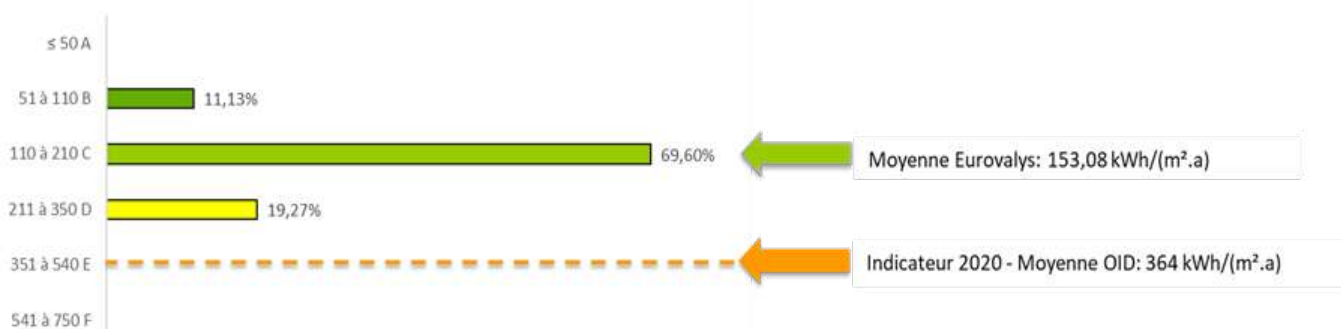 ≤ 50 A
51 à 110 B
11,13%
110 à 210 C
69,60%
Moyenne Eurovalys: 153,08 kWh/(m².a)
211 à 350 D
19,27%
351 à 540 E
Indicateur 2020 - Moyenne OID: 364 kWh/(m².a)
541 à 750 F